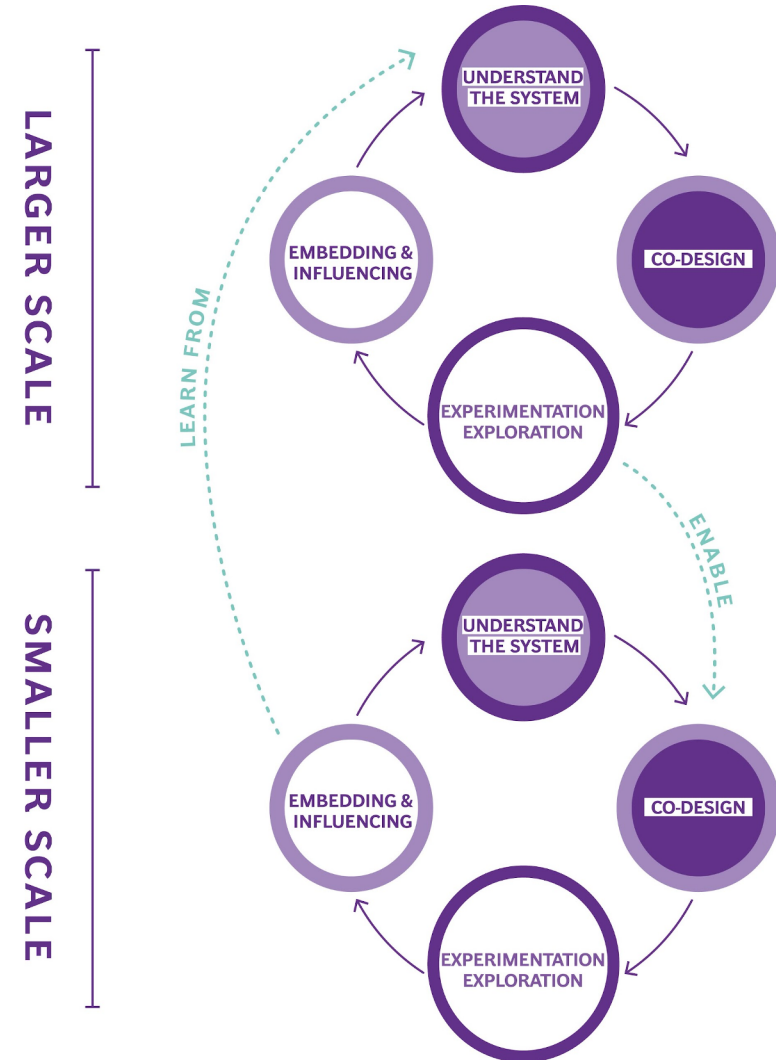 LARGER SCALE
UNDERSTAND
THE SYSTEM
EMBEDDING &
INFLUENCING
CO-DESIGN
LEARN FROM
EXPERIMENTATION
EXPLORATION
ENABLE
SMALLER SCALE
UNDERSTAND
THE SYSTEM
EMBEDDING &
INFLUENCING
CO-DESIGN
EXPERIMENTATION
EXPLORATION